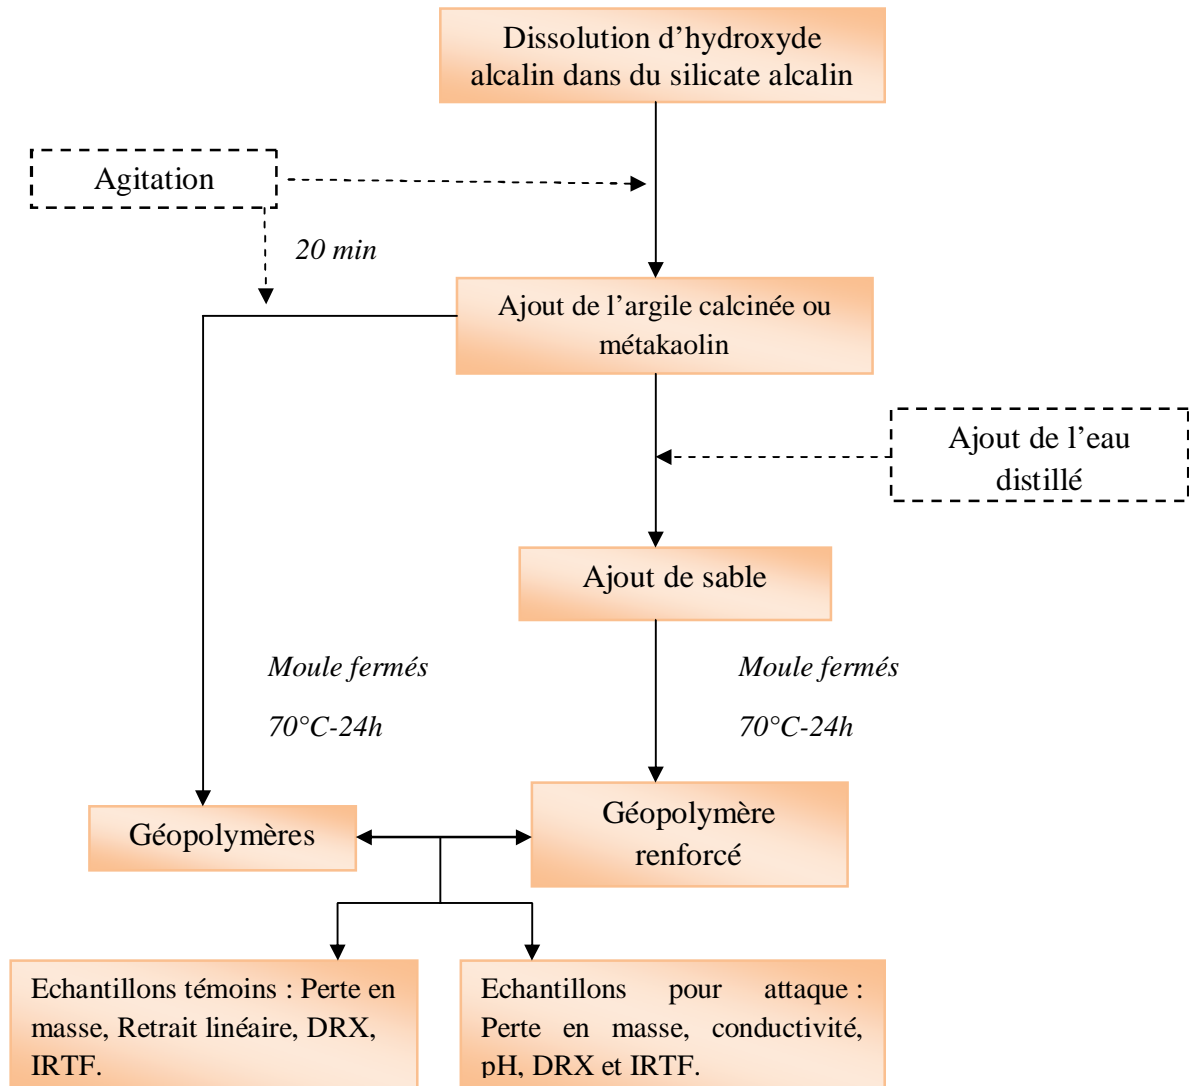 Dissolution d’hydroxyde
alcalin dans du silicate alcalin
Agitation
20 min
Ajout de l’argile calcinée ou
métakaolin
Ajout de l’eau
distillé
Ajout de sable
Moule fermés
70°C-24h
Moule fermés
70°C-24h
Géopolymères
Géopolymère
renforcé
Echantillons témoins : Perte en
masse, Retrait linéaire, DRX,
IRTF.
Echantillons pour attaque :
Perte en masse, conductivité,
pH, DRX et IRTF.